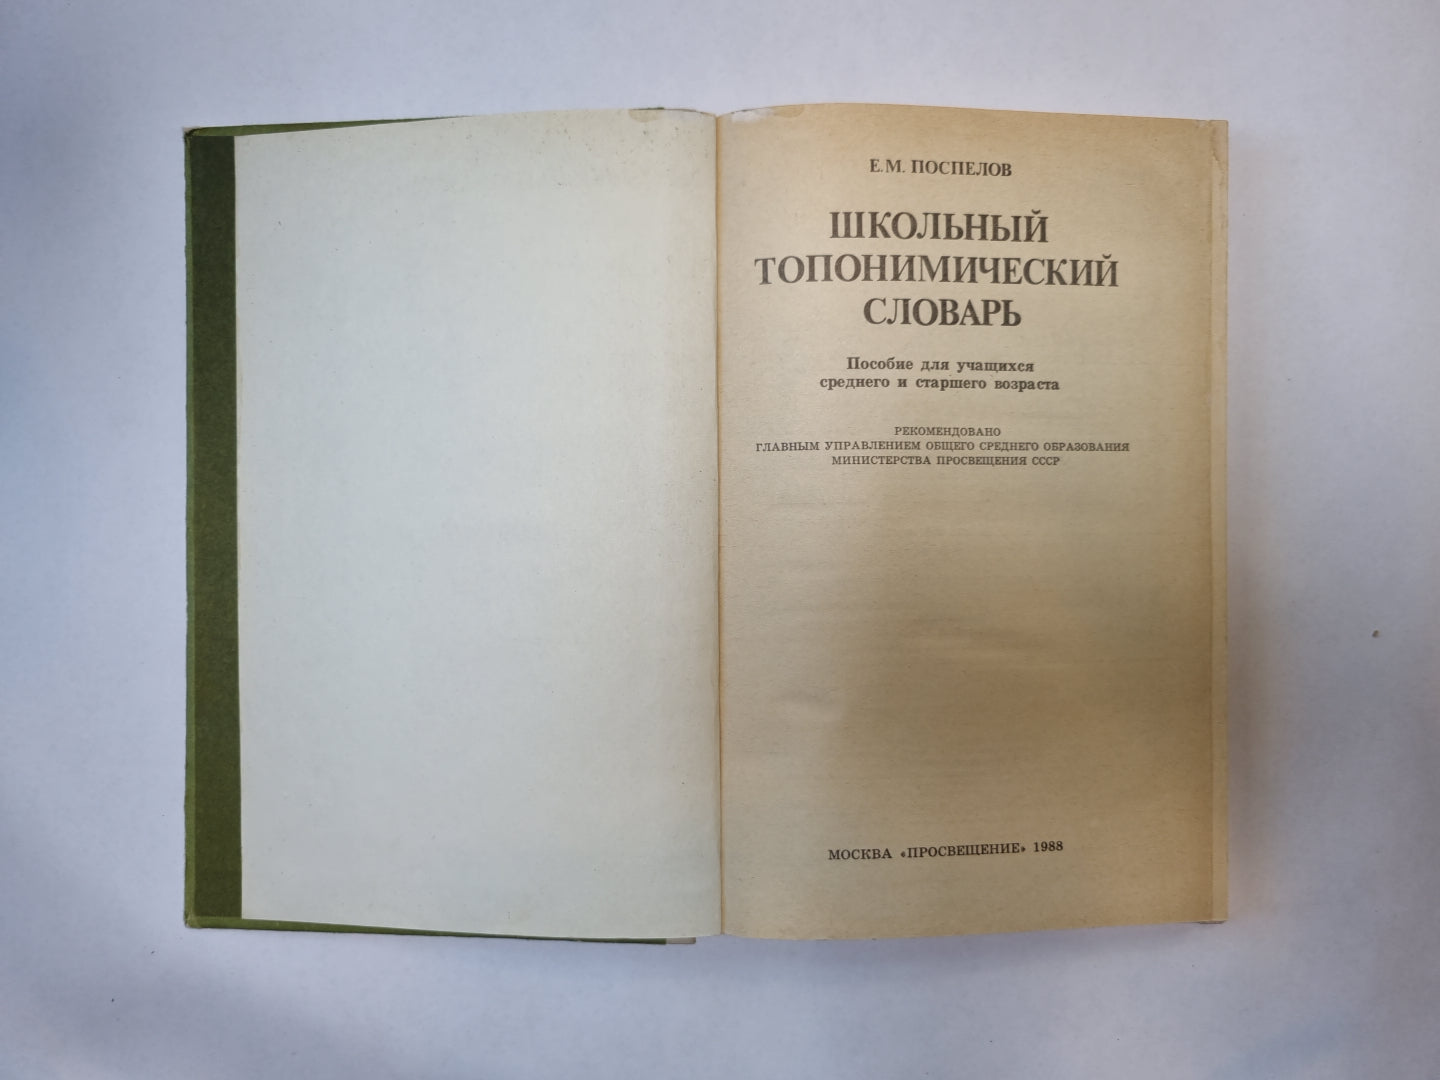 Е.М. ПОСПЕЛОВ
ШКОЛЬНЫЙ
ТОПОНИМИЧЕСКИЙ
СЛОВАРЬ
Пособие для учащихся
среднего и старшего возраста
РЕКОМЕНДОВАНО
ГЛАВНЫМ УПРАВЛЕНИЕМ ОБЩЕГО СРЕДНЕГО ОБРАЗОВАНИЯ
МИНИСТЕРСТВА ПРОСВЕЩЕНИЯ СССР
МОСКВА «ПРОСВЕЩЕНИЕ» 1988